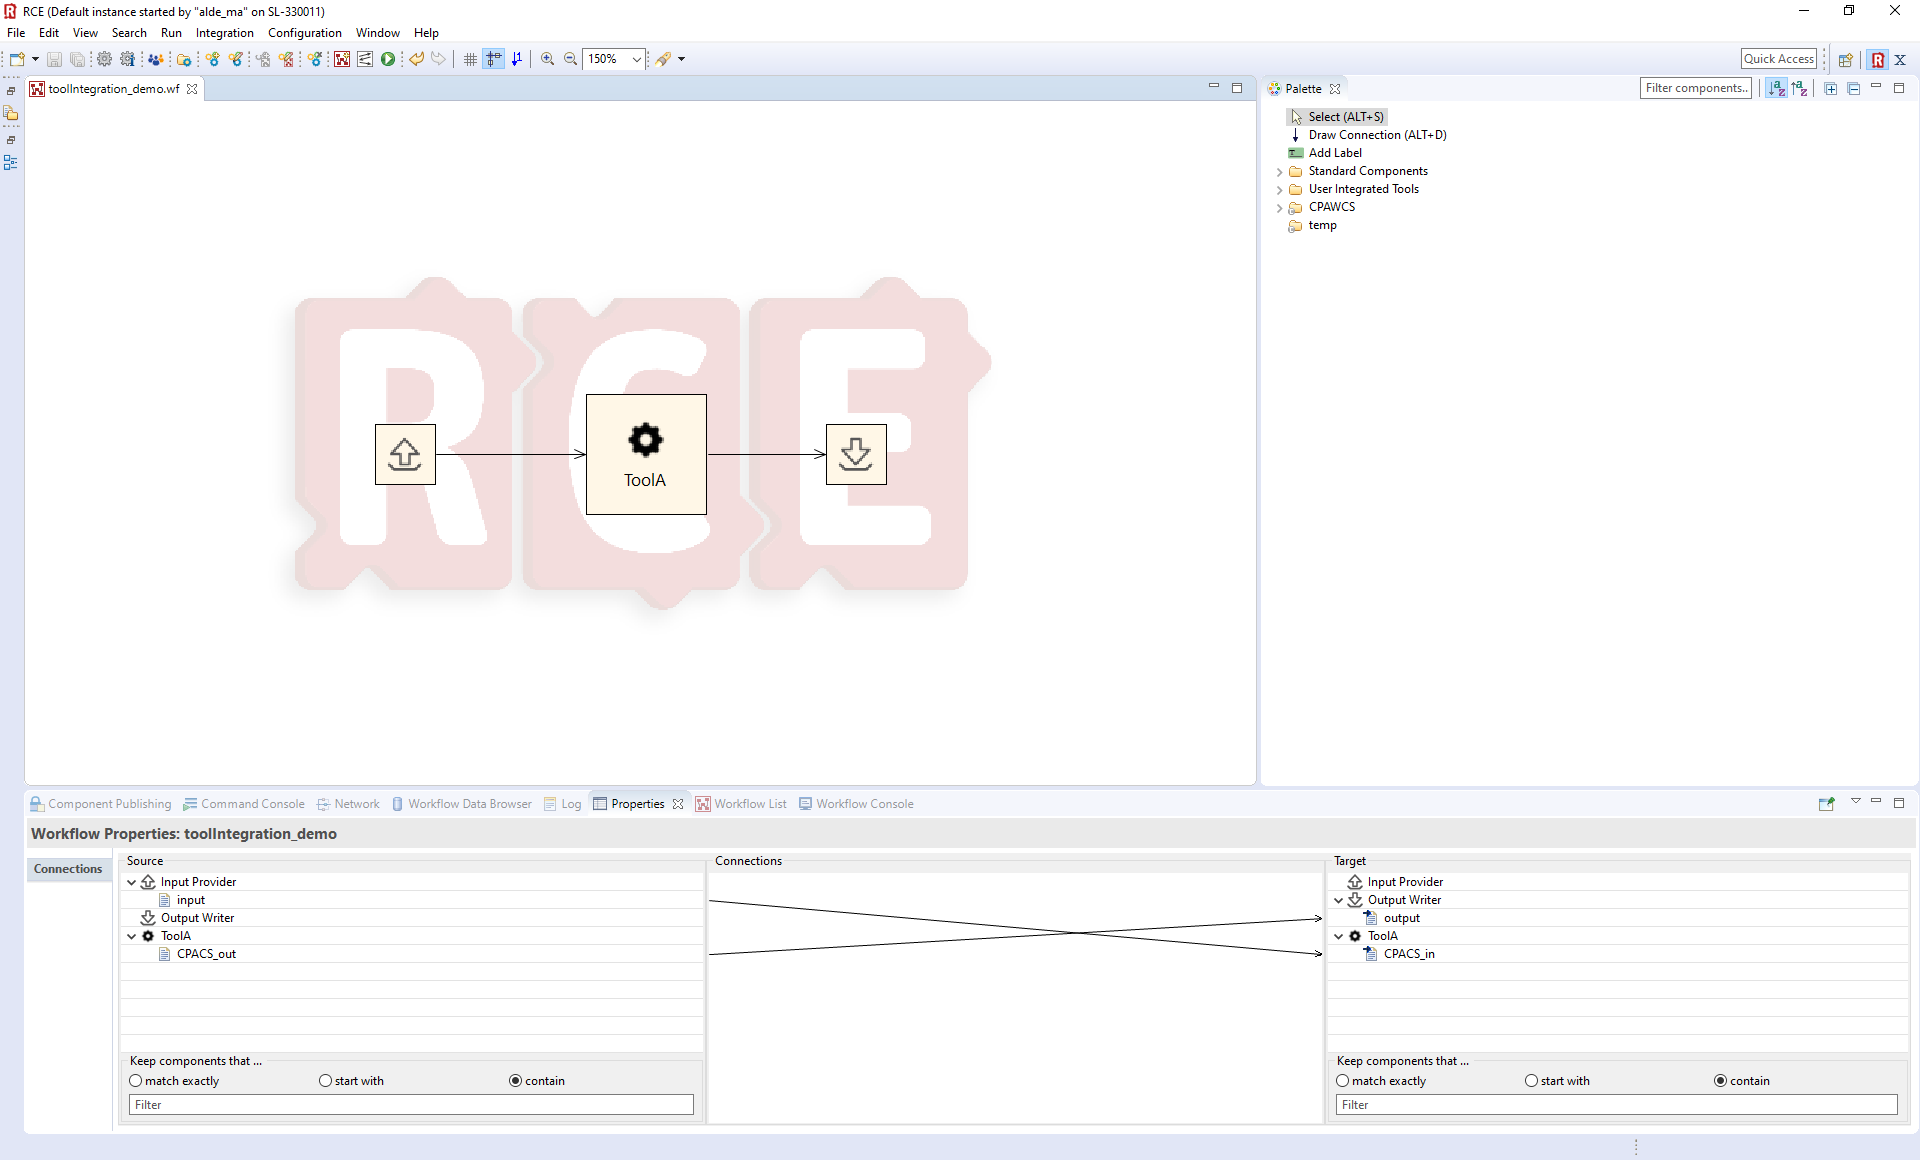 RCE (Default instance started by "alde_ma" on SL-330011)
File Edit View Search Run Integration Configuration Window Help
150% Quick Access
toolIntegration_demo.wf
Palette Filter components..
Select (ALT+S)
Draw Connection (ALT+D)
Add Label
Standard Components
User Integrated Tools
CPAWCS
temp
RCE
ToolA
Component Publishing Command Console Network Workflow Data Browser Log Properties Workflow List Workflow Console
Workflow Properties: toolIntegration_demo
Connections
Source Connections Target
Input Provider Input Provider
input Output Writer
Output Writer output
ToolA ToolA
CPACS_out CPACS_in
Keep components that ... Keep components that ...
match exactly start with contain match exactly start with contain
Filter Filter